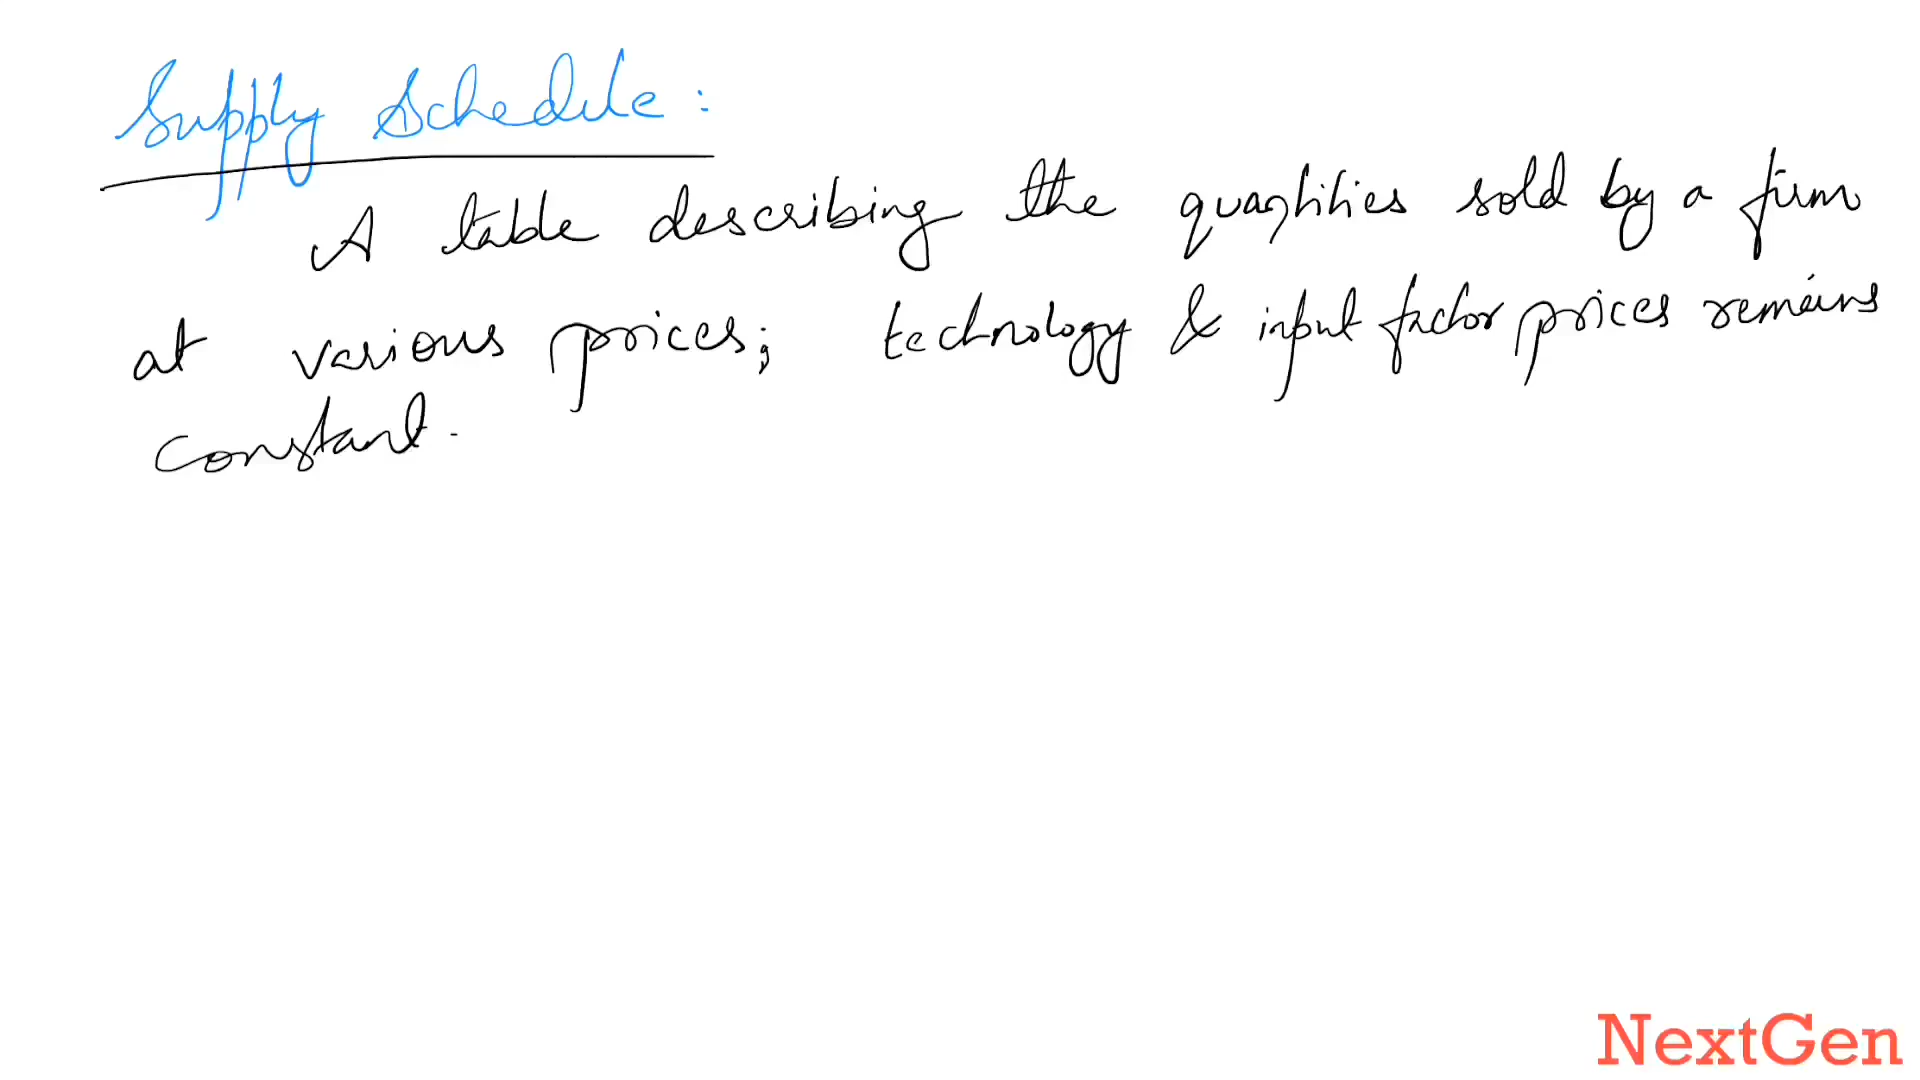 Supply Schedule :
A table describing the quantities sold by a firm
at various prices; technology & input factor prices remains
constant.
NextGen